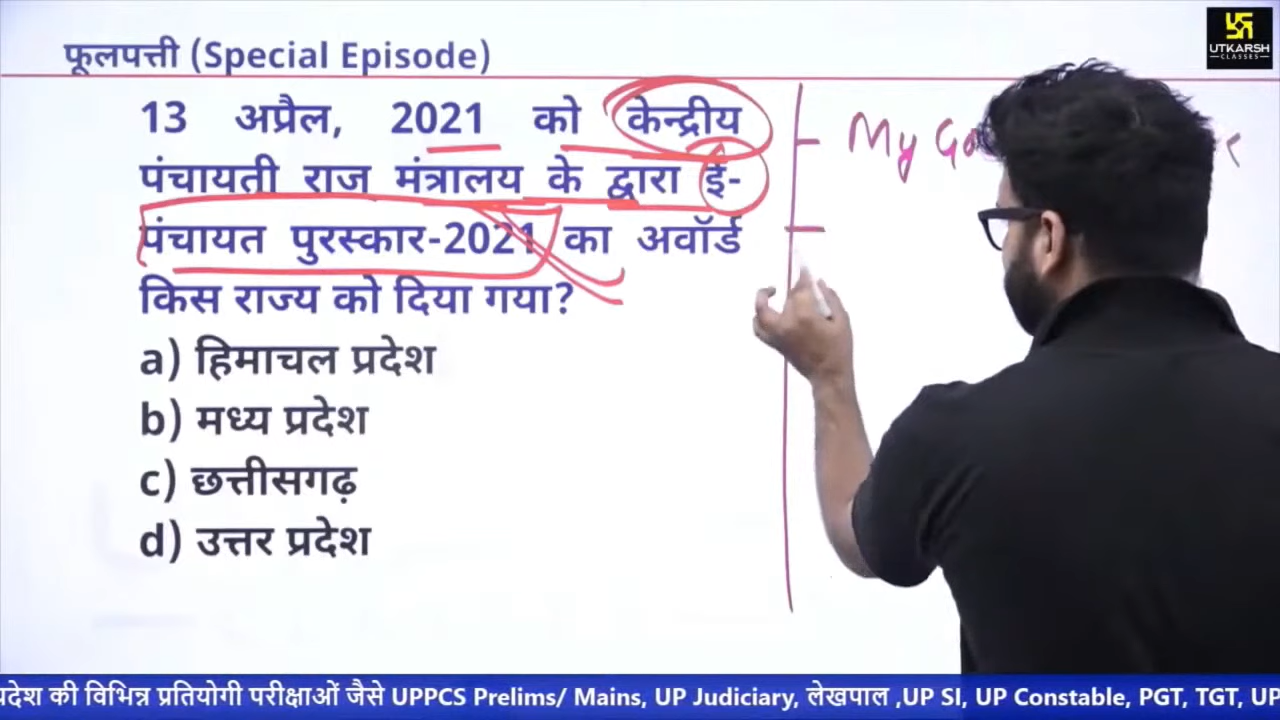 फूलपत्ती (Special Episode)
UTKARSH
CLASSES
13 अप्रैल, 2021 को केन्द्रीय
पंचायती राज मंत्रालय के द्वारा ई-
पंचायत पुरस्कार-2021 का अवॉर्ड
किस राज्य को दिया गया?
a) हिमाचल प्रदेश
b) मध्य प्रदेश
c) छत्तीसगढ़
d) उत्तर प्रदेश
My
प्रदेश की विभिन्न प्रतियोगी परीक्षाओं जैसे UPPCS Prelims/ Mains, UP Judiciary, लेखपाल ,UP SI, UP Constable, PGT, TGT, UP